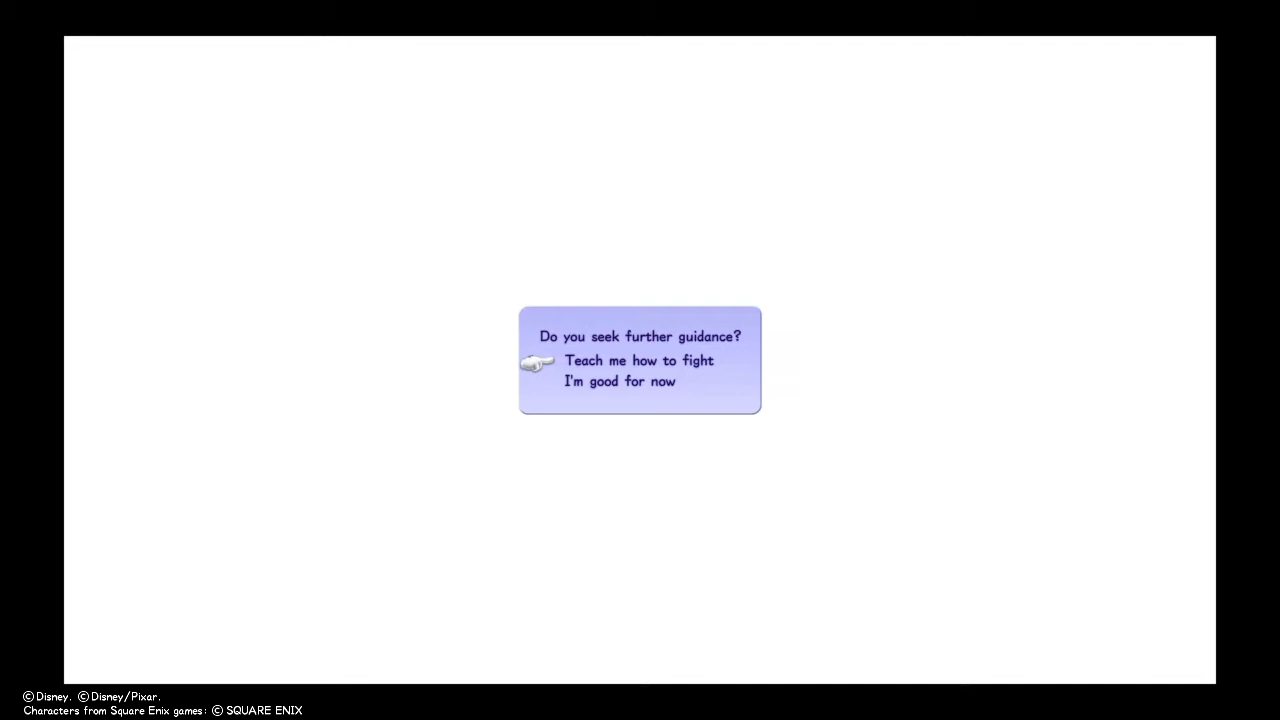 Do you seek further guidance?
Teach me how to fight
I'm good for now
©Disney. ©Disney/Pixar.
Characters from Square Enix games: © SQUARE ENIX